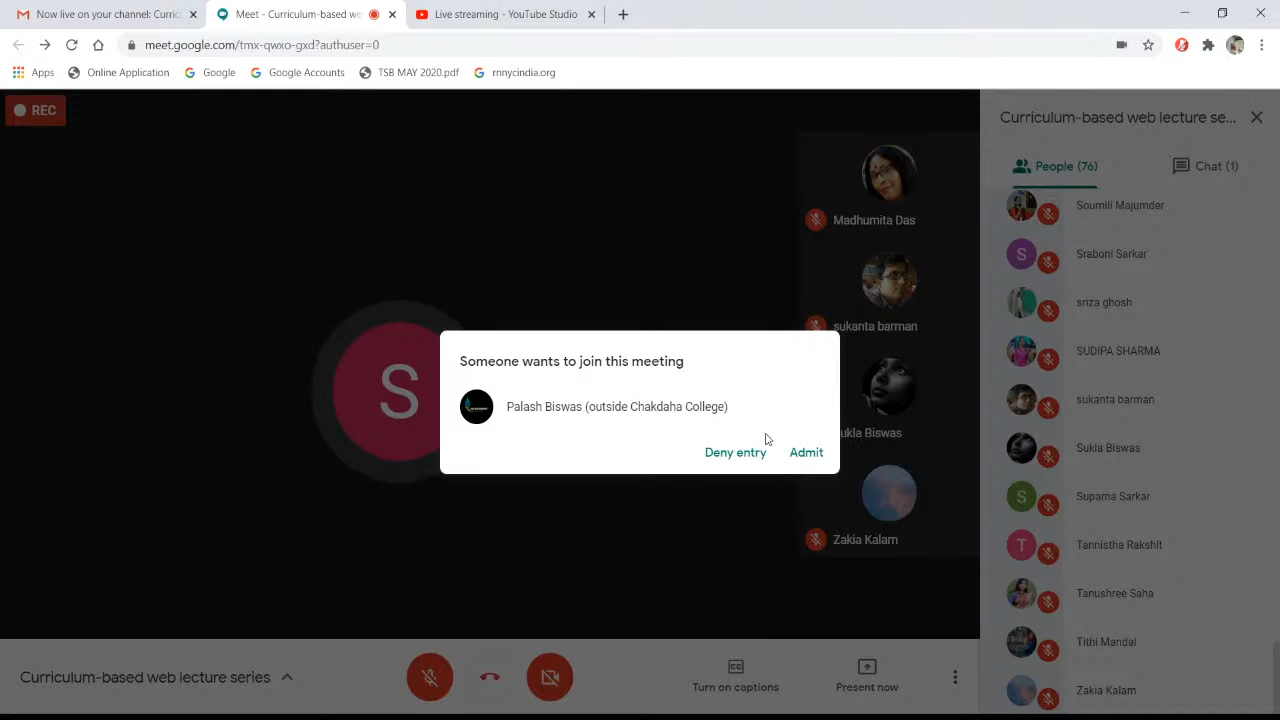 Now live on your channel: Curric
Meet - Curriculum-based we
Live streaming - YouTube Studio
meet.google.com/tmx-qwxo-gxd?authuser=0
Apps
Online Application
Google
Google Accounts
TSB MAY 2020.pdf
rnnycindia.org
REC
Curriculum-based web lecture se...
People (76)
Chat (1)
Madhumita Das
sukanta barman
ukla Biswas
Zakia Kalam
S
Someone wants to join this meeting
Palash Biswas (outside Chakdaha College)
Deny entry
Admit
Soumili Majumder
S
Sraboni Sarkar
sriza ghosh
SUDIPA SHARMA
sukanta barman
Sukla Biswas
S
Suparna Sarkar
T
Tannistha Rakshit
Tanushree Saha
Tithi Mandal
Zakia Kalam
Curriculum-based web lecture series
Turn on captions
Present now